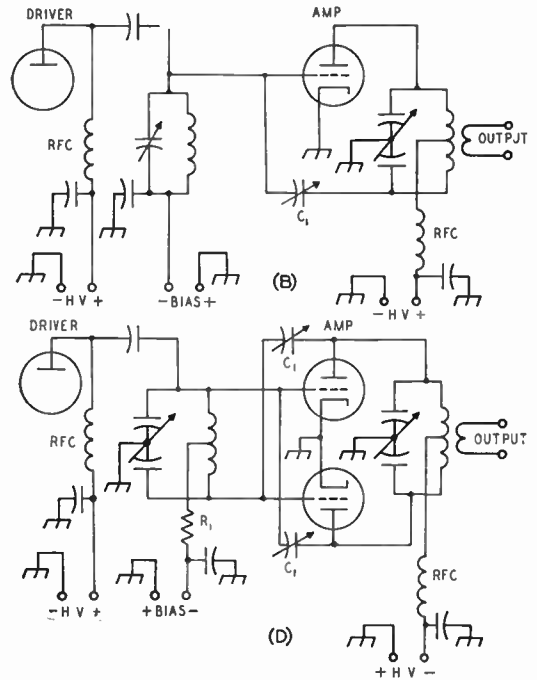 DRIVER
AMP
RFC
OUTPJT
C₁
RFC
-HV+
-BIAS+
(B)
-HV+
DRIVER
AMP
C₁
RFC
OUTPUT
R₁
C₁
RFC
-HV+
+BIAS-
(D)
+HV-